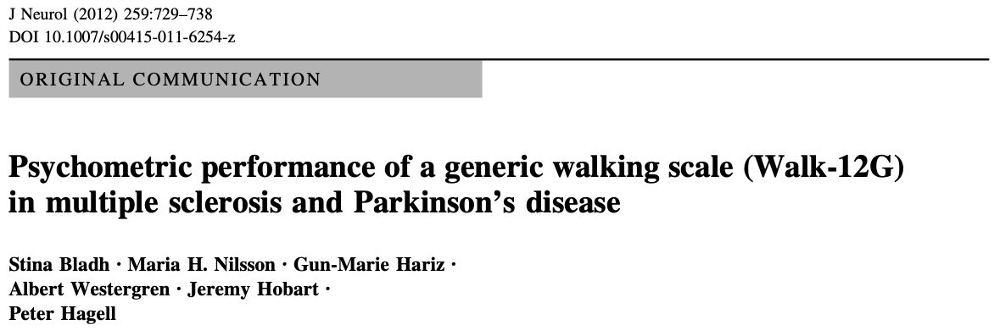 J Neurol (2012) 259:729–738
DOI 10.1007/s00415-011-6254-z
ORIGINAL COMMUNICATION
Psychometric performance of a generic walking scale (Walk-12G)
in multiple sclerosis and Parkinson’s disease
Stina Bladh · Maria H. Nilsson · Gun-Marie Hariz ·
Albert Westergren · Jeremy Hobart ·
Peter Hagell